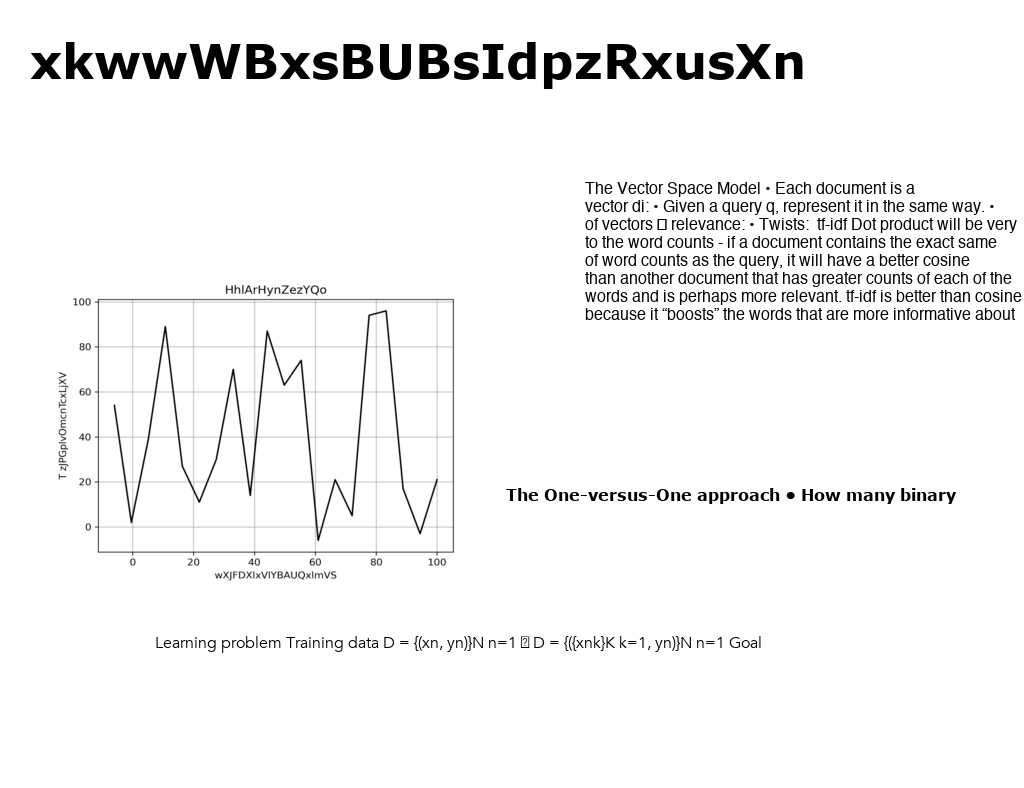 xkwwWBxsBUBsIdpzRxusXn
The Vector Space Model • Each document is a
vector di: • Given a query q, represent it in the same way. •
of vectors □ relevance: • Twists: tf-idf Dot product will be very
to the word counts - if a document contains the exact same
of word counts as the query, it will have a better cosine
than another document that has greater counts of each of the
words and is perhaps more relevant. tf-idf is better than cosine
because it “boosts” the words that are more informative about
HhlArHynZezYQo
100
80
60
40
20
0
T zJPGplvOmcnTcxLjXV
0 20 40 60 80 100
wXJFDXlxVlYBAUQxlmVS
The One-versus-One approach • How many binary
Learning problem Training data D = {(xn, yn)}N n=1 ⍰ D = {({xnk}K k=1, yn)}N n=1 Goal